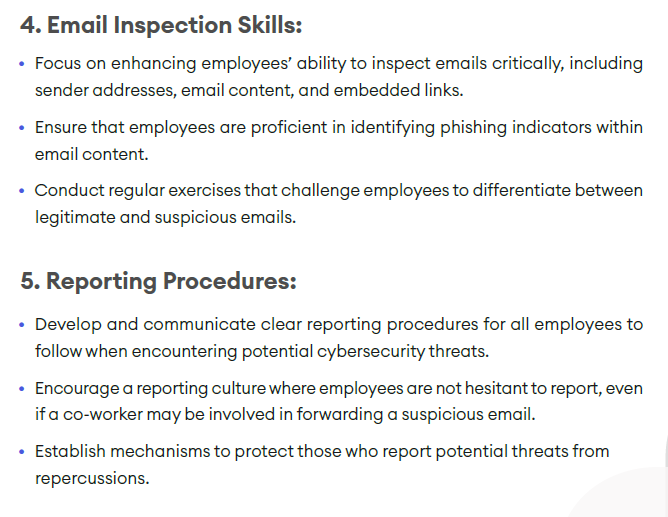 4. Email Inspection Skills:
• Focus on enhancing employees’ ability to inspect emails critically, including
sender addresses, email content, and embedded links.
• Ensure that employees are proficient in identifying phishing indicators within
email content.
• Conduct regular exercises that challenge employees to differentiate between
legitimate and suspicious emails.
5. Reporting Procedures:
• Develop and communicate clear reporting procedures for all employees to
follow when encountering potential cybersecurity threats.
• Encourage a reporting culture where employees are not hesitant to report, even
if a co-worker may be involved in forwarding a suspicious email.
• Establish mechanisms to protect those who report potential threats from
repercussions.